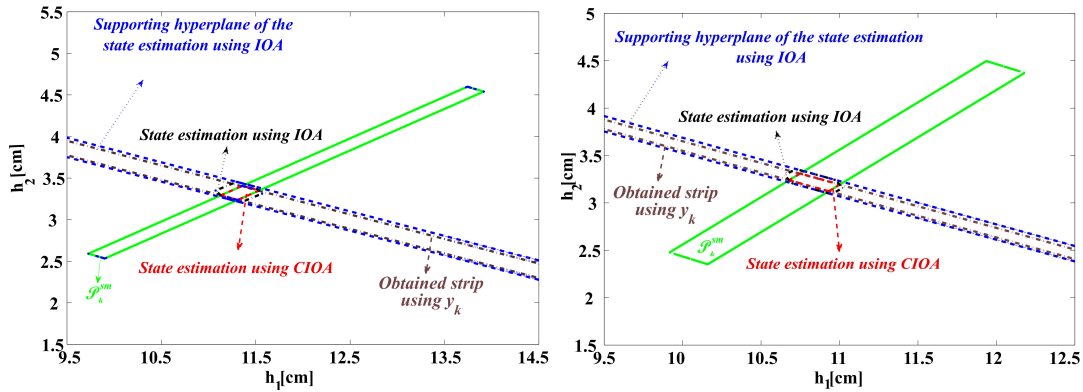 Supporting hyperplane of the
state estimation using IOA
State estimation using IOA
State estimation using CIOA
Obtained strip
using y_k
𝒮_k^sm
5
4.5
4
3.5
3
2.5
2
1.5
1
9.5 10.5 11.5 12.5 13.5 14.5
h_2[cm]
h_1[cm]
Supporting hyperplane of the state estimation
using IOA
State estimation using IOA
Obtained strip
using y_k
𝒮_k^sm
State estimation using CIOA
5
4.5
4
3.5
3
2.5
2
1.5
9.5 10 10.5 11 11.5 12 12.5
h_2[cm]
h_1[cm]